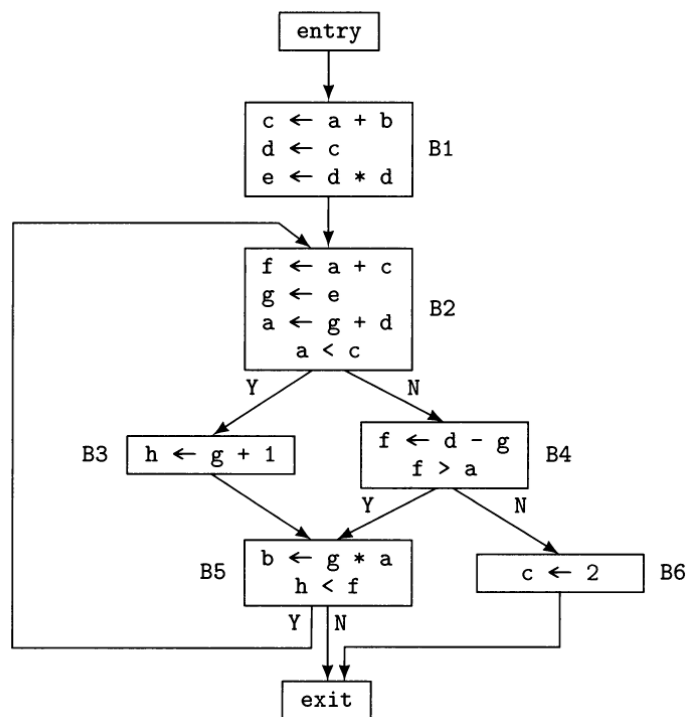 entry
c ← a + b
d ← c
e ← d * d
B1
f ← a + c
g ← e
a ← g + d
a < c
B2
Y
N
B3
h ← g + 1
f ← d - g
f > a
B4
Y
N
B5
b ← g * a
h < f
c ← 2
B6
Y
N
exit